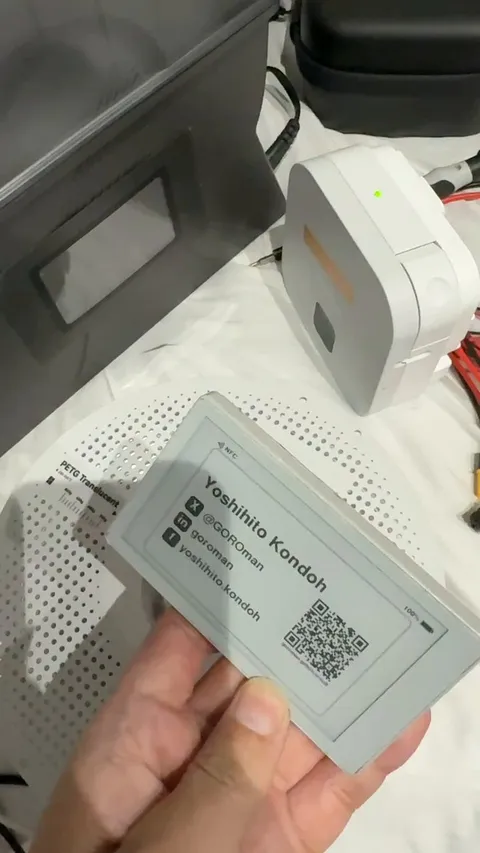 PETG Translucent
NFC
Yoshihito Kondoh
@GOROman
goroman
yoshihito.kondoh
100%